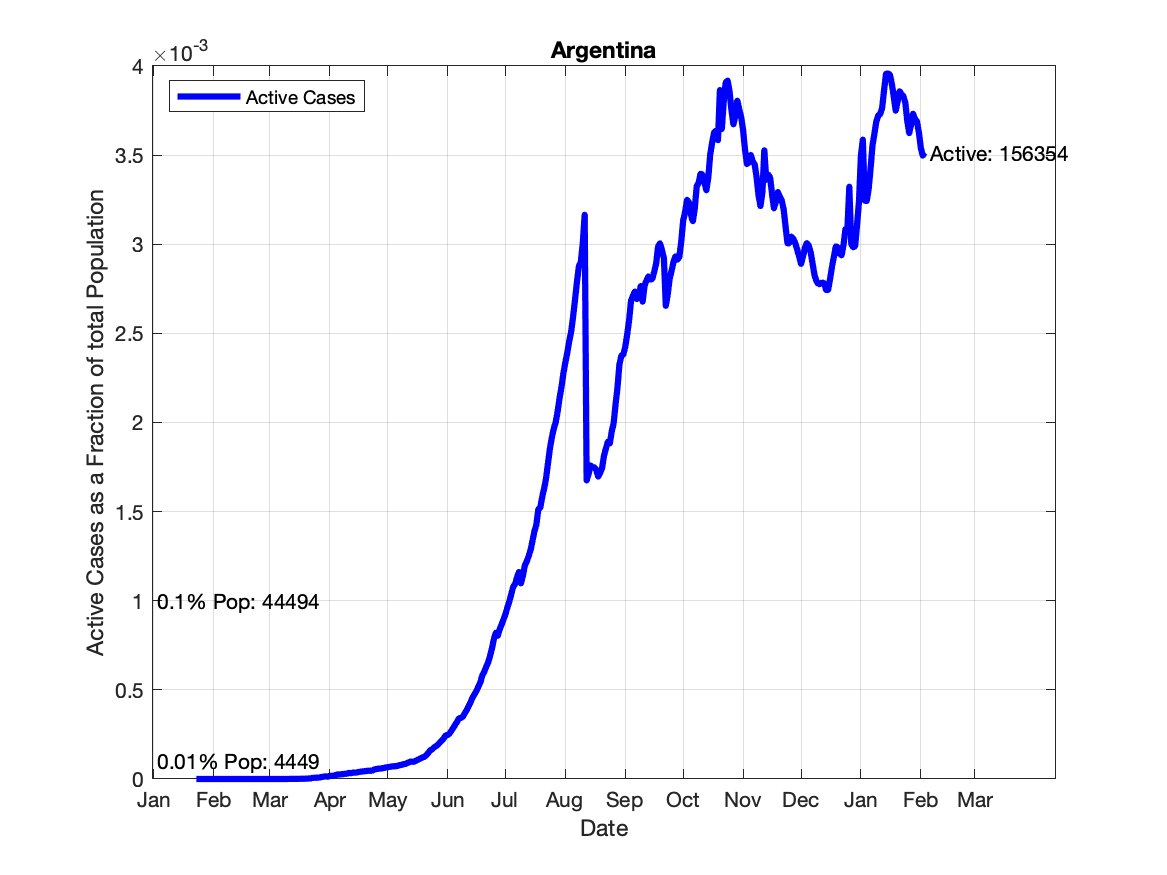 Argentina
×10-3
Active Cases
4
3.5
3
2.5
2
1.5
1
0.5
0
Active Cases as a Fraction of total Population
Active: 156354
0.1% Pop: 44494
0.01% Pop: 4449
Jan Feb Mar Apr May Jun Jul Aug Sep Oct Nov Dec Jan Feb Mar
Date